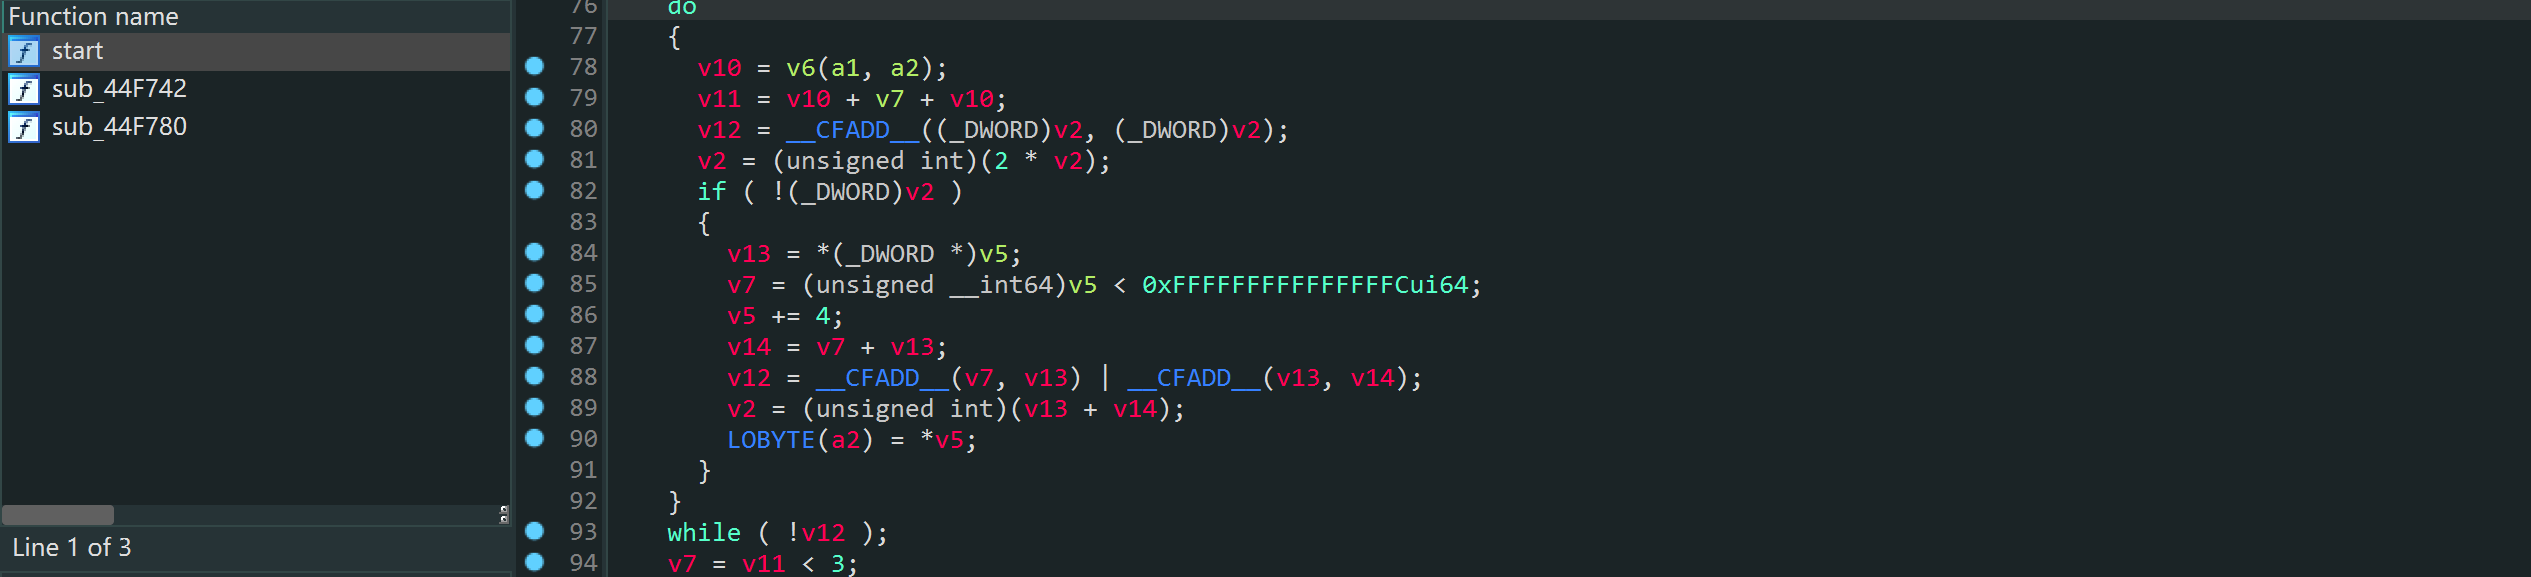 Function name
start
sub_44F742
sub_44F780
Line 1 of 3
76 do
77 {
78 v10 = v6(a1, a2);
79 v11 = v10 + v7 + v10;
80 v12 = __CFADD__((_DWORD)v2, (_DWORD)v2);
81 v2 = (unsigned int)(2 * v2);
82 if ( !(_DWORD)v2 )
83 {
84 v13 = *(_DWORD *)v5;
85 v7 = (unsigned __int64)v5 < 0xFFFFFFFFFFFFFFFCui64;
86 v5 += 4;
87 v14 = v7 + v13;
88 v12 = __CFADD__(v7, v13) | __CFADD__(v13, v14);
89 v2 = (unsigned int)(v13 + v14);
90 LOBYTE(a2) = *v5;
91 }
92 }
93 while ( !v12 );
94 v7 = v11 < 3;